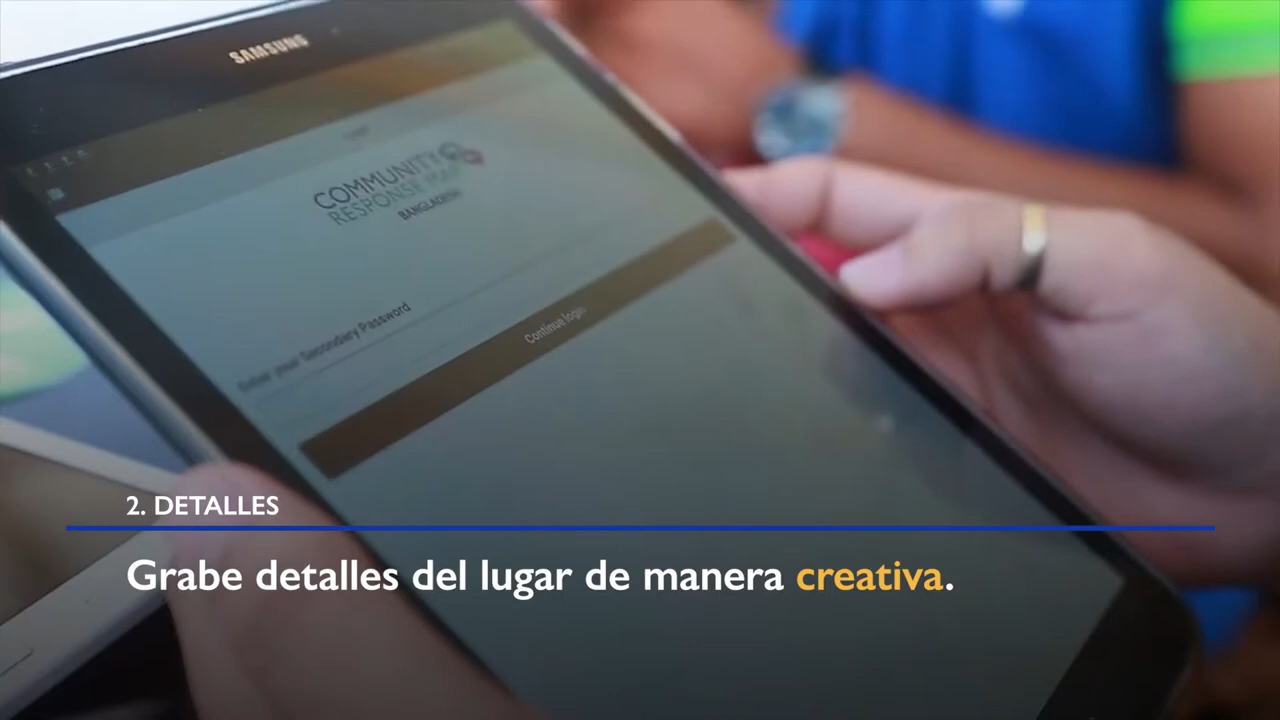 SAMSUNG
COMMUNITY
RESPONSE MAP
BANGLADESH
Enter your Secondary Password
Continue login
2. DETALLES
Grabe detalles del lugar de manera creativa.